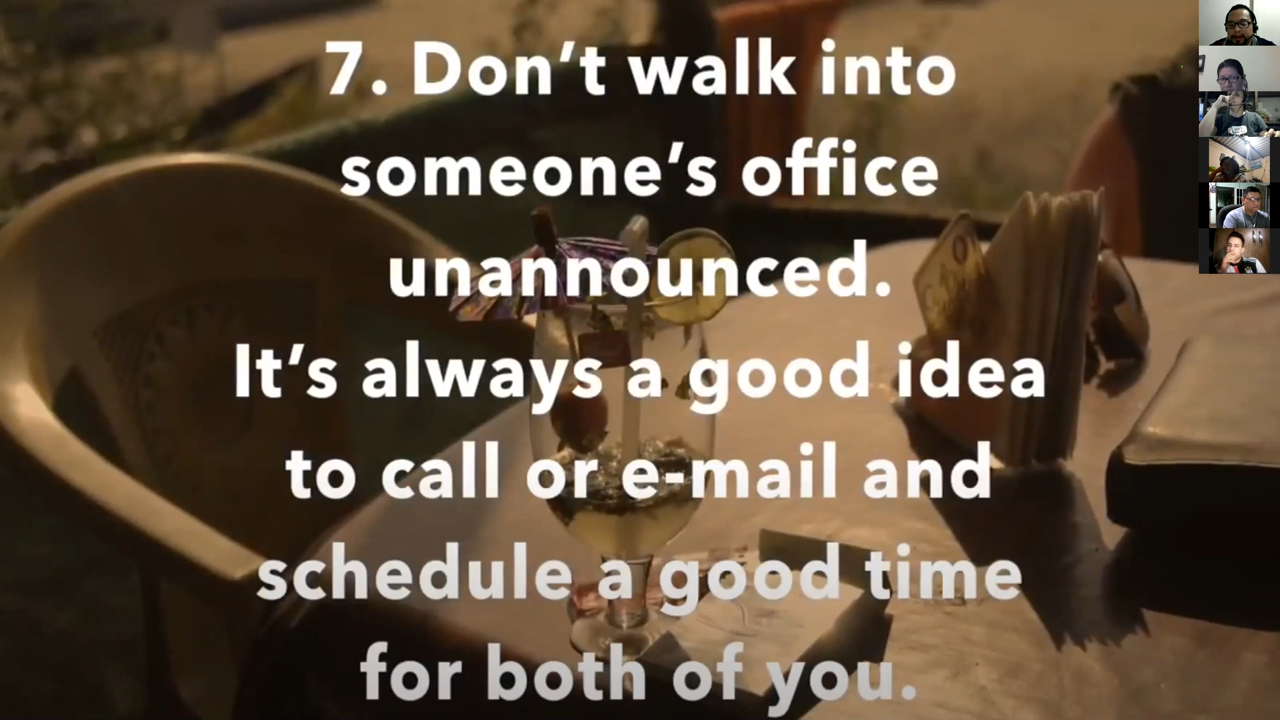 7. Don’t walk into
someone’s office
unannounced.
It’s always a good idea
to call or e-mail and
schedule a good time
for both of you.